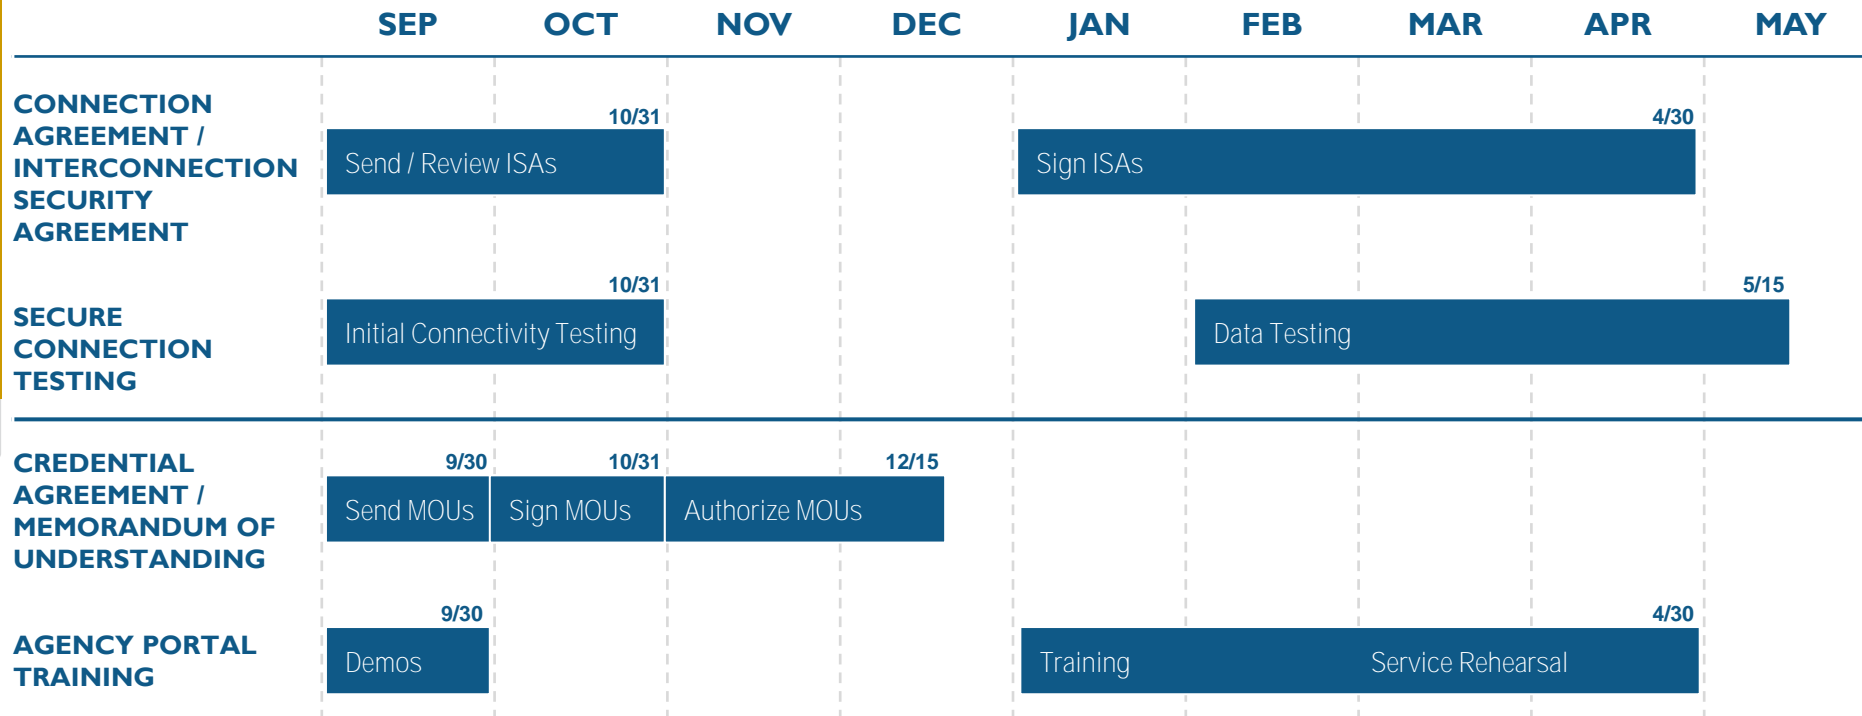 SEP OCT NOV DEC JAN FEB MAR APR MAY
CONNECTION
AGREEMENT /
INTERCONNECTION
SECURITY
AGREEMENT
10/31
Send / Review ISAs
4/30
Sign ISAs
SECURE
CONNECTION
TESTING
10/31
Initial Connectivity Testing
5/15
Data Testing
CREDENTIAL
AGREEMENT /
MEMORANDUM OF
UNDERSTANDING
9/30
Send MOUs
10/31
Sign MOUs
12/15
Authorize MOUs
AGENCY PORTAL
TRAINING
9/30
Demos
4/30
Training Service Rehearsal